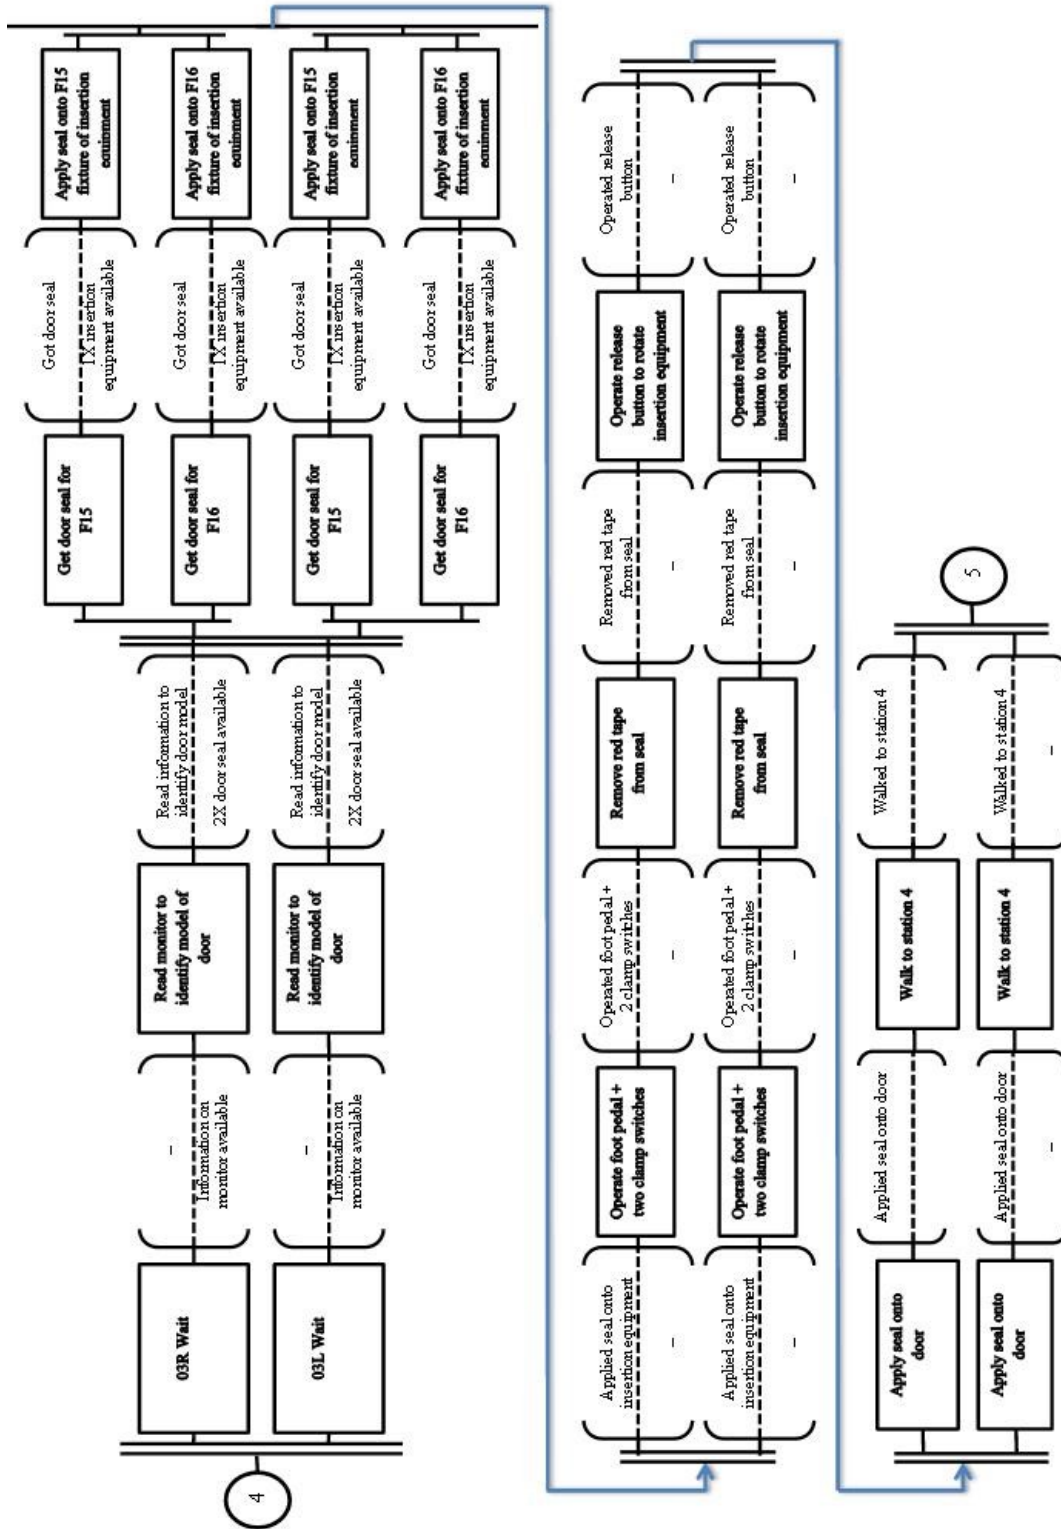 4
03R Wait
03L Wait
–
Information on
monitor available
–
Information on
monitor available
Read monitor to
identify model of
door
Read monitor to
identify model of
door
Read information to
identify door model
2X door seal available
Read information to
identify door model
2X door seal available
Get door seal for
F15
Get door seal for
F16
Get door seal for
F15
Get door seal for
F16
Got door seal
1X insertion
equipment available
Got door seal
1X insertion
equipment available
Got door seal
1X insertion
equipment available
Got door seal
1X insertion
equipment available
Apply seal onto F15
fixture of insertion
equipment
Apply seal onto F16
fixture of insertion
equipment
Apply seal onto F15
fixture of insertion
equipment
Apply seal onto F16
fixture of insertion
equipment
Applied seal onto
insertion equipment
–
Applied seal onto
insertion equipment
–
Operate foot pedal +
two clamp switches
Operate foot pedal +
two clamp switches
Operated foot pedal +
2 clamp switches
–
Operated foot pedal +
2 clamp switches
–
Remove red tape
from seal
Remove red tape
from seal
Removed red tape
from seal
–
Removed red tape
from seal
–
Operate release
button to rotate
insertion equipment
Operate release
button to rotate
insertion equipment
Operated release
button
–
Operated release
button
–
Apply seal onto
door
Apply seal onto
door
Applied seal onto door
Applied seal onto door
–
Walk to station 4
Walk to station 4
Walked to station 4
Walked to station 4
–
5